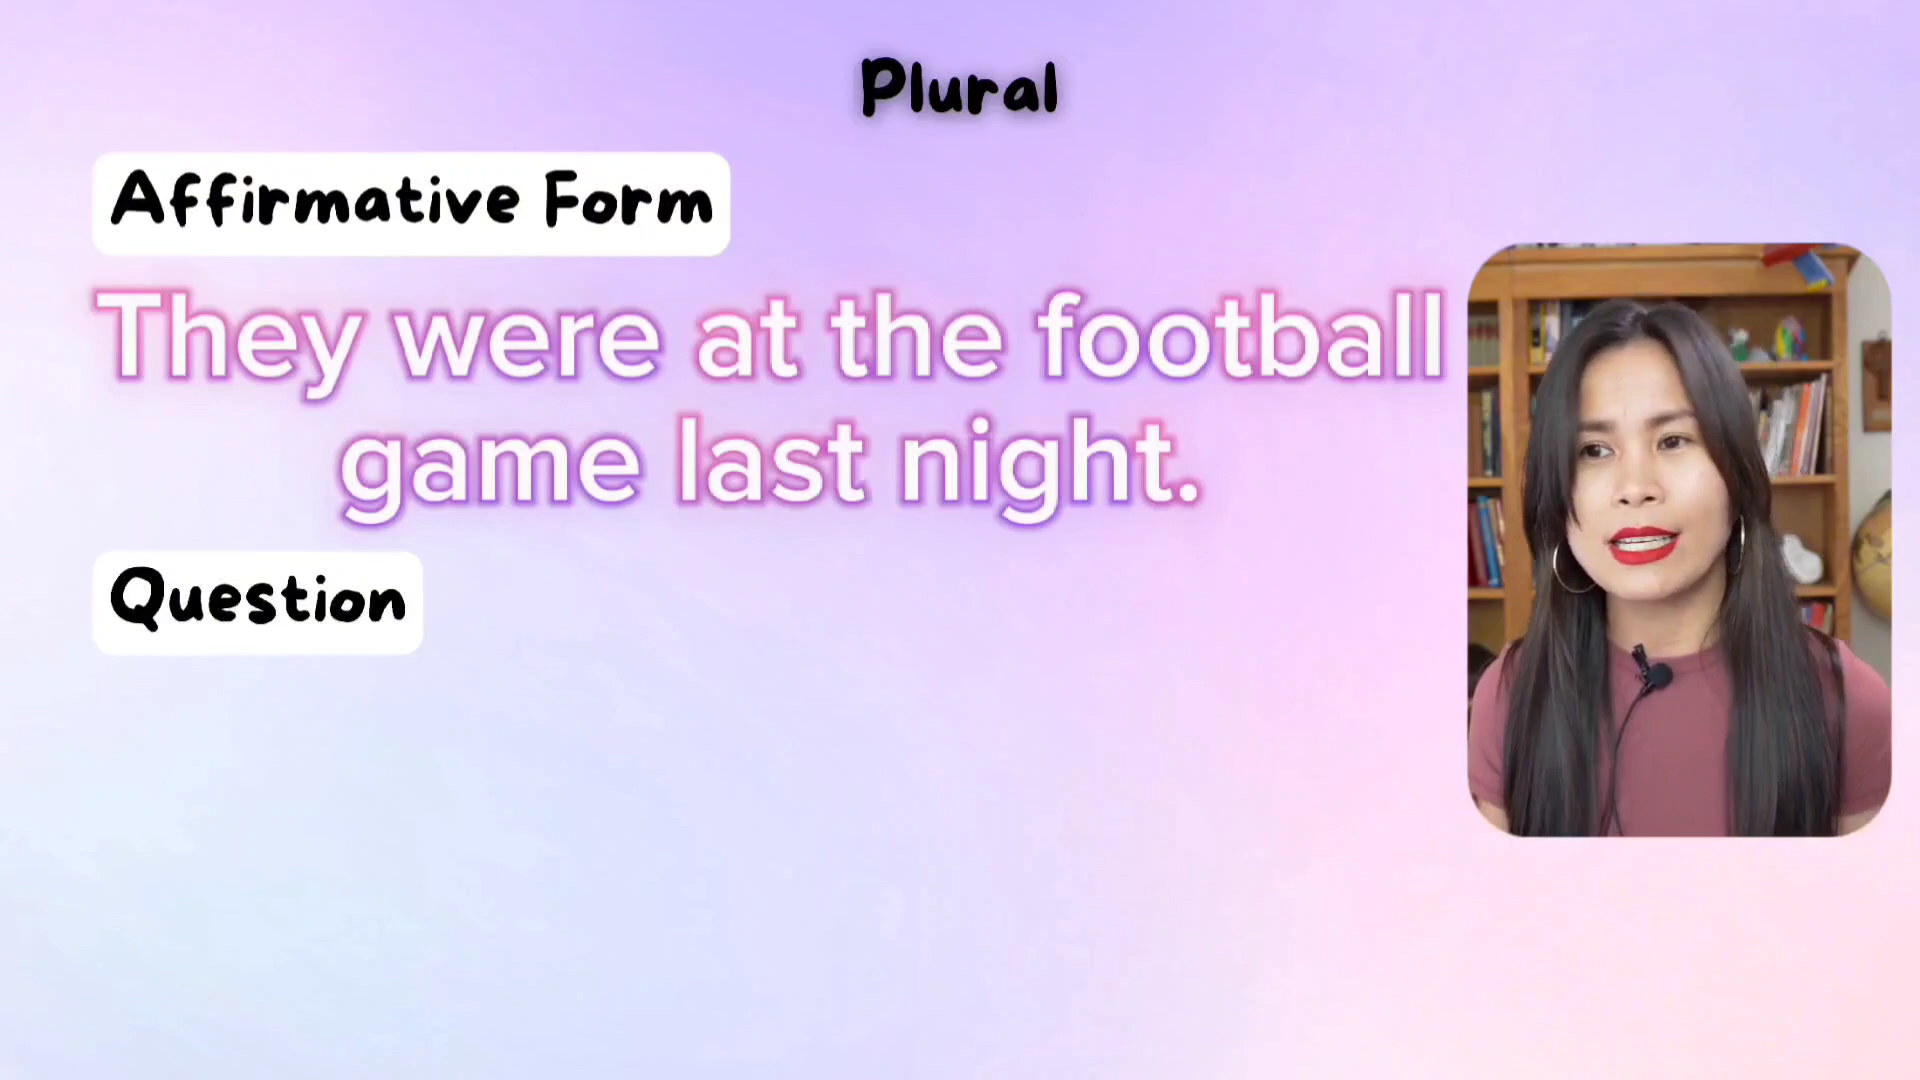 Plural
Affirmative Form
They were at the football
game last night.
Question